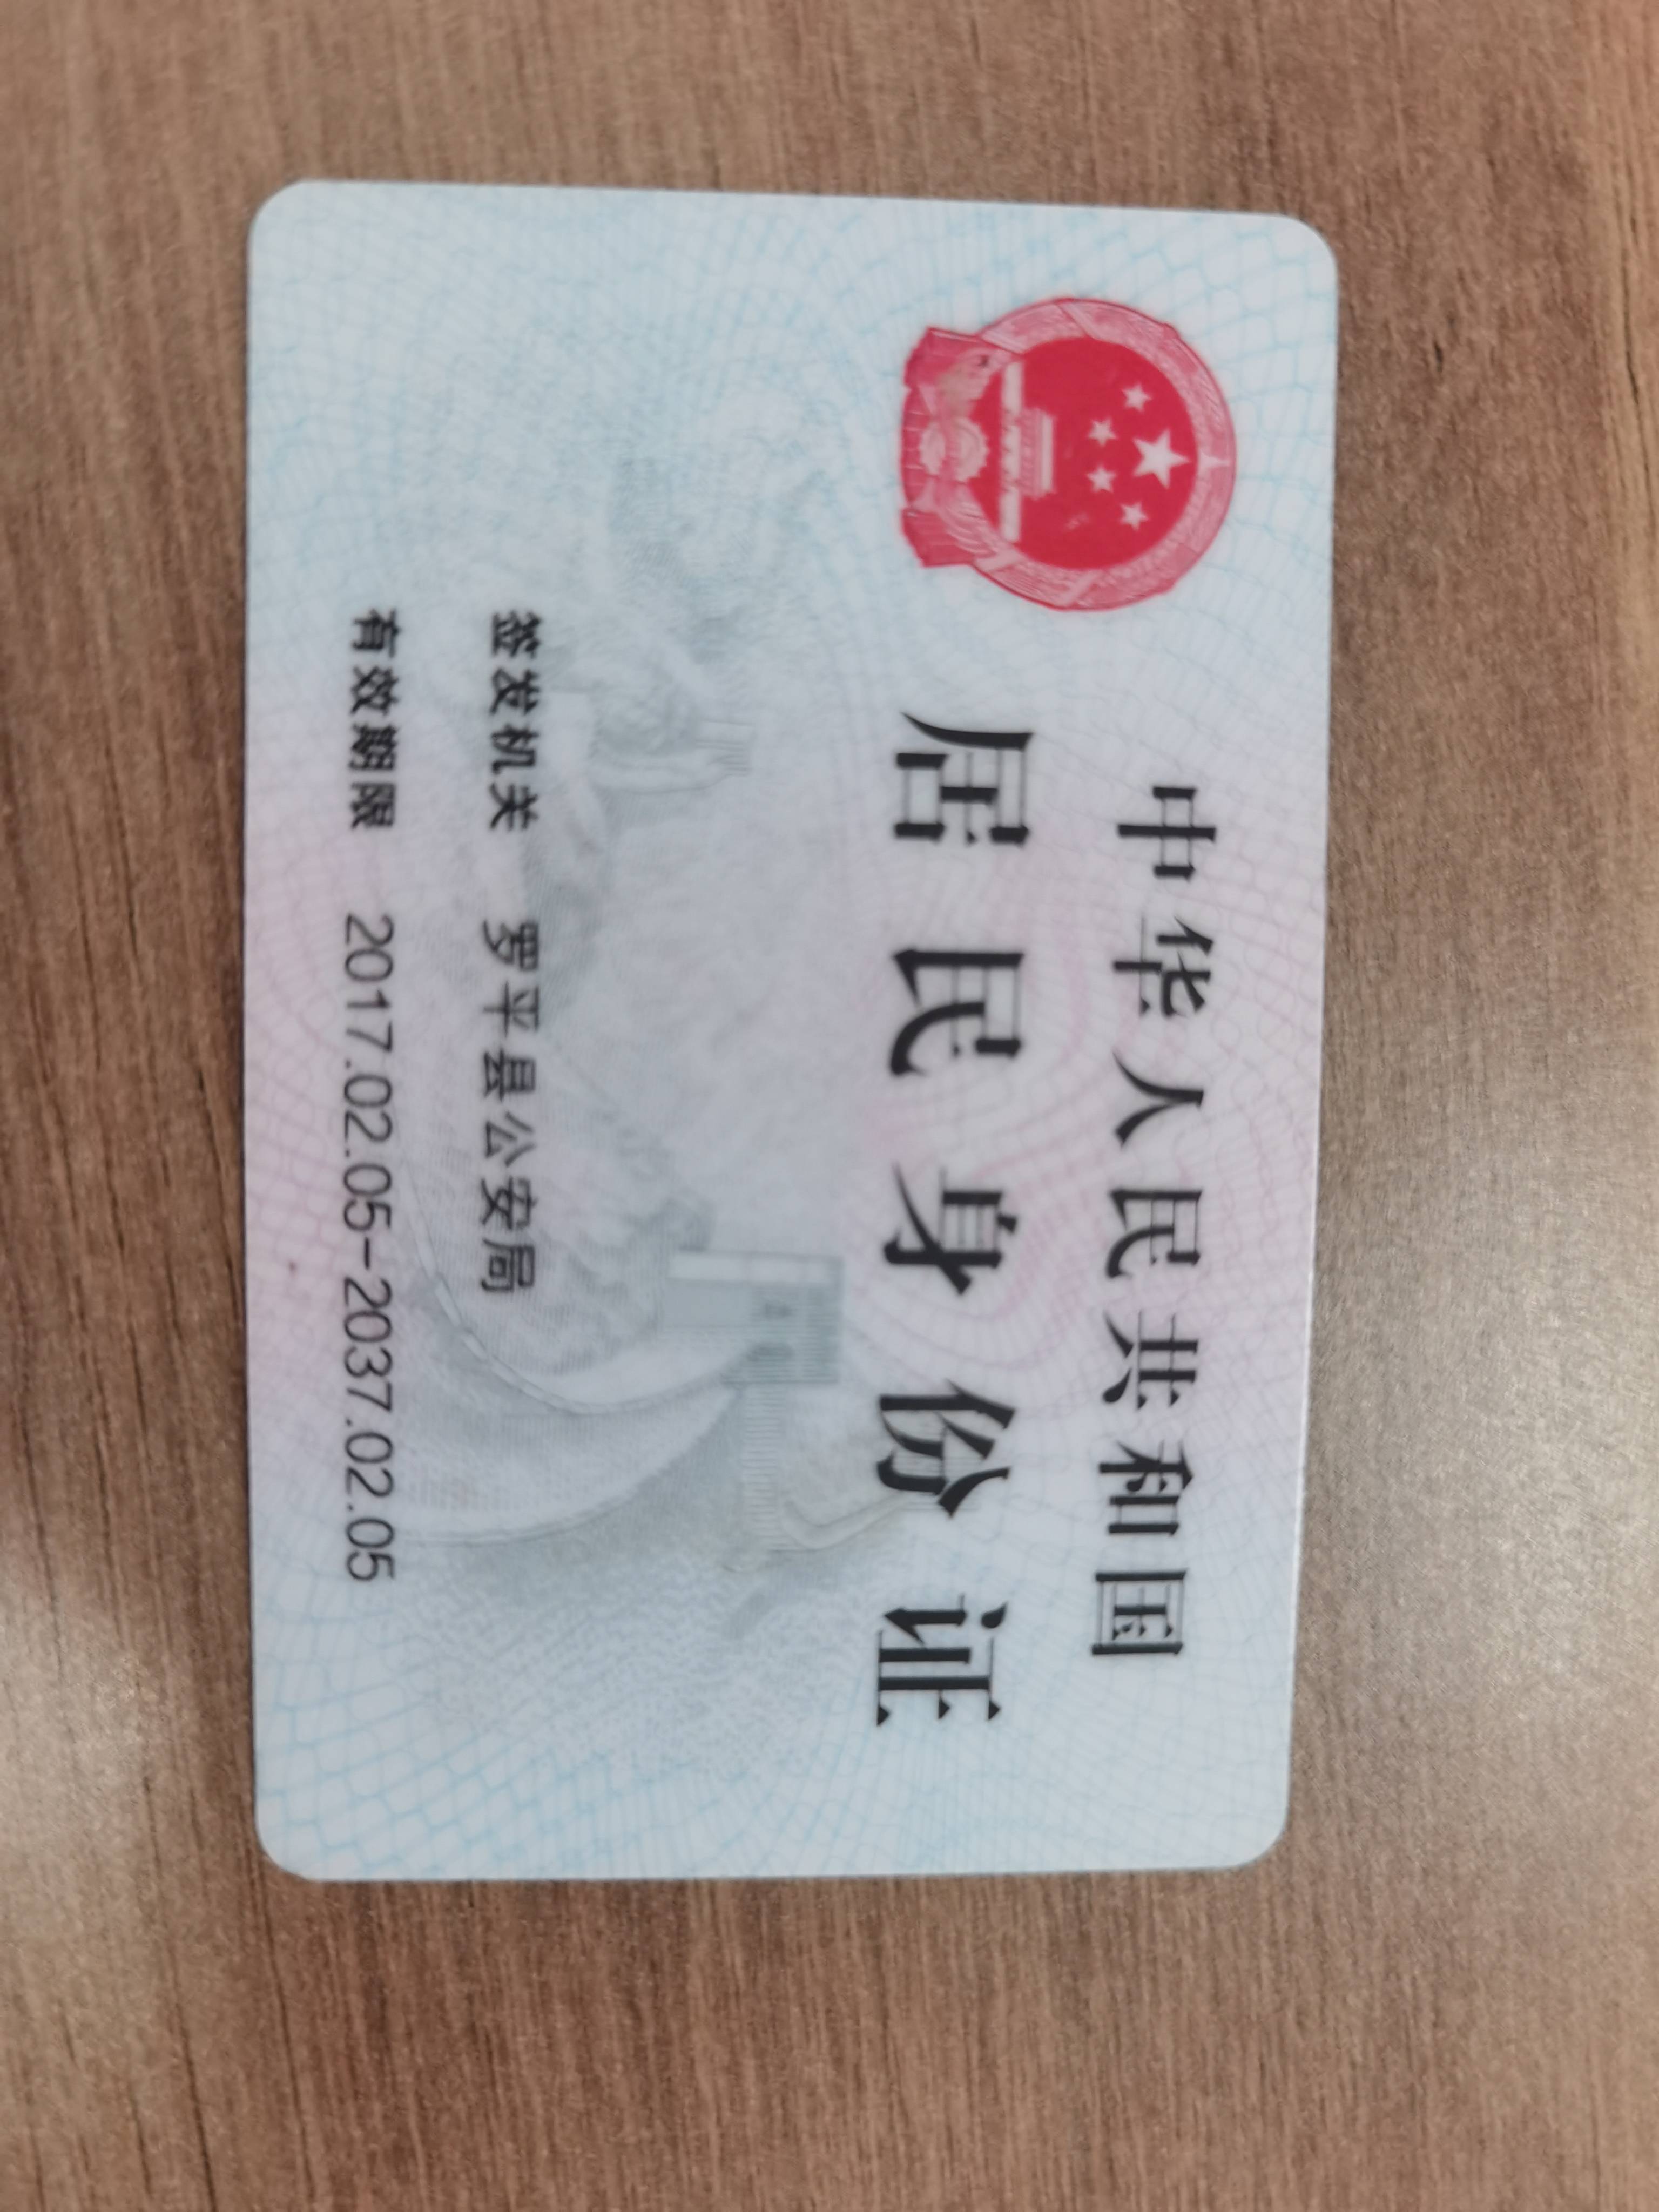 中华人民共和国
居民身份证
签发机关 罗平县公安局
有效期限 2017.02.05-2037.02.05